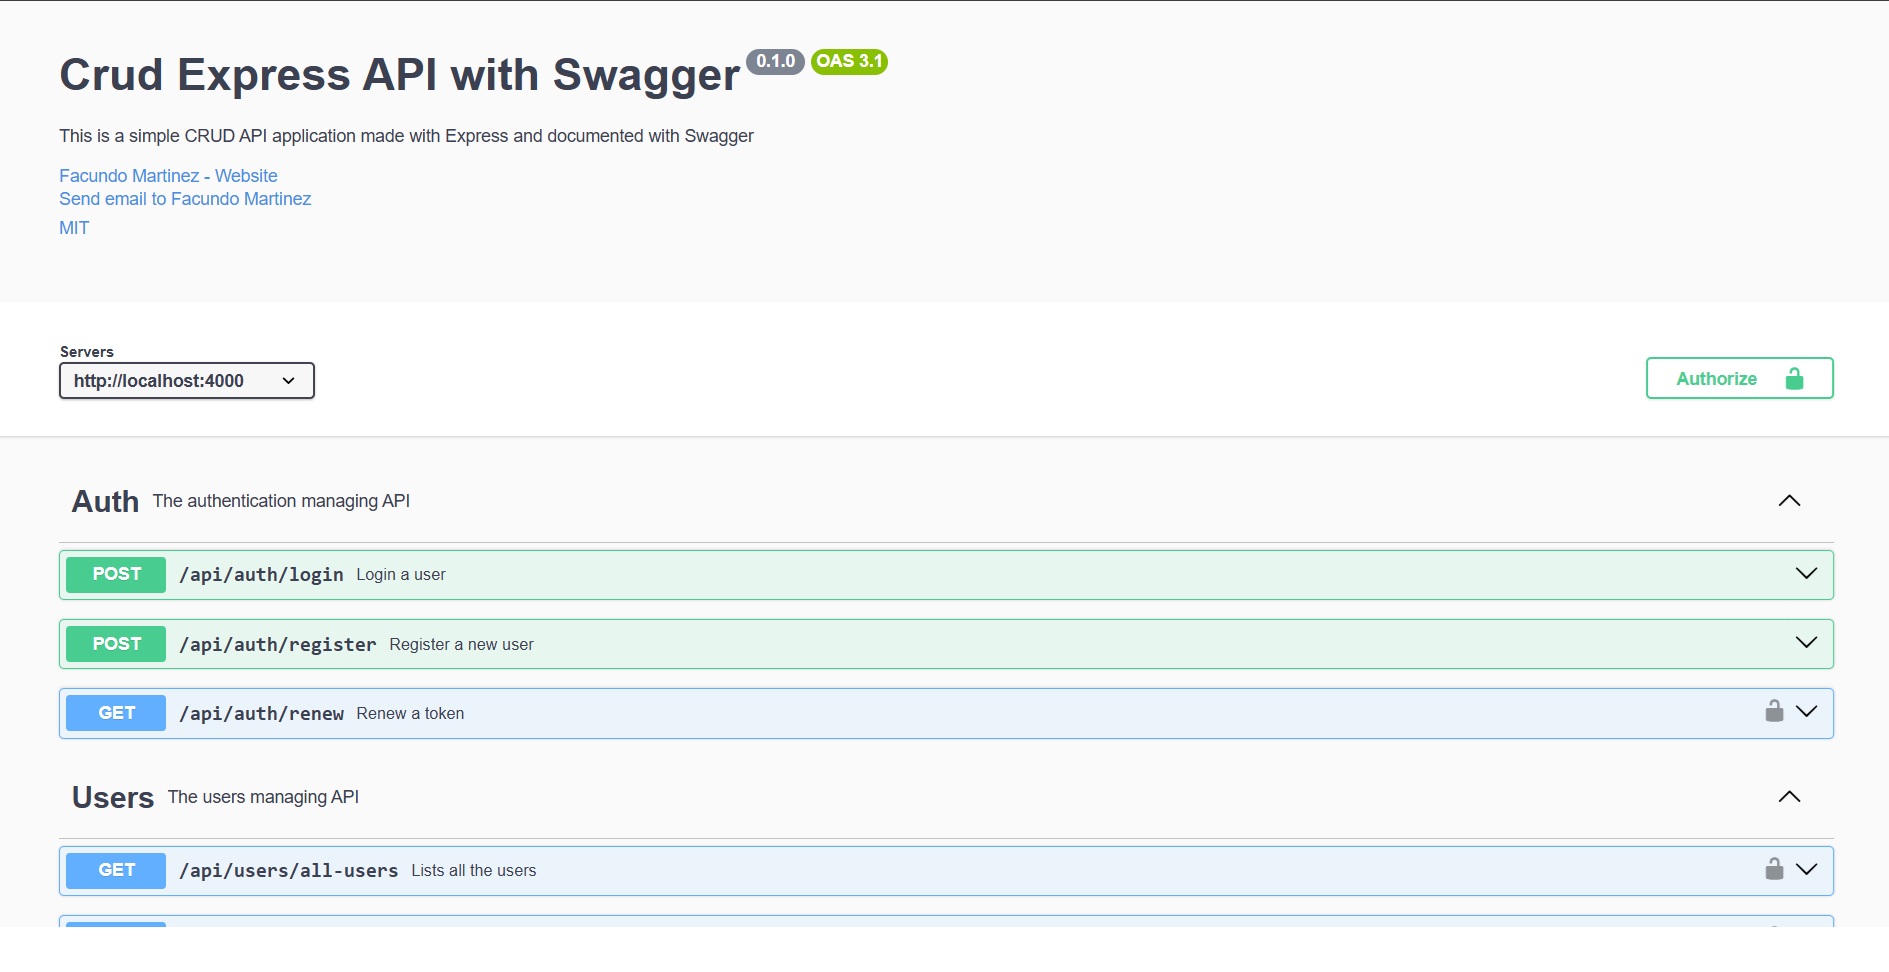 Crud Express API with Swagger 0.1.0 OAS 3.1
This is a simple CRUD API application made with Express and documented with Swagger
Facundo Martinez - Website
Send email to Facundo Martinez
MIT
Servers
http://localhost:4000
Authorize
Auth The authentication managing API
POST /api/auth/login Login a user
POST /api/auth/register Register a new user
GET /api/auth/renew Renew a token
Users The users managing API
GET /api/users/all-users Lists all the users